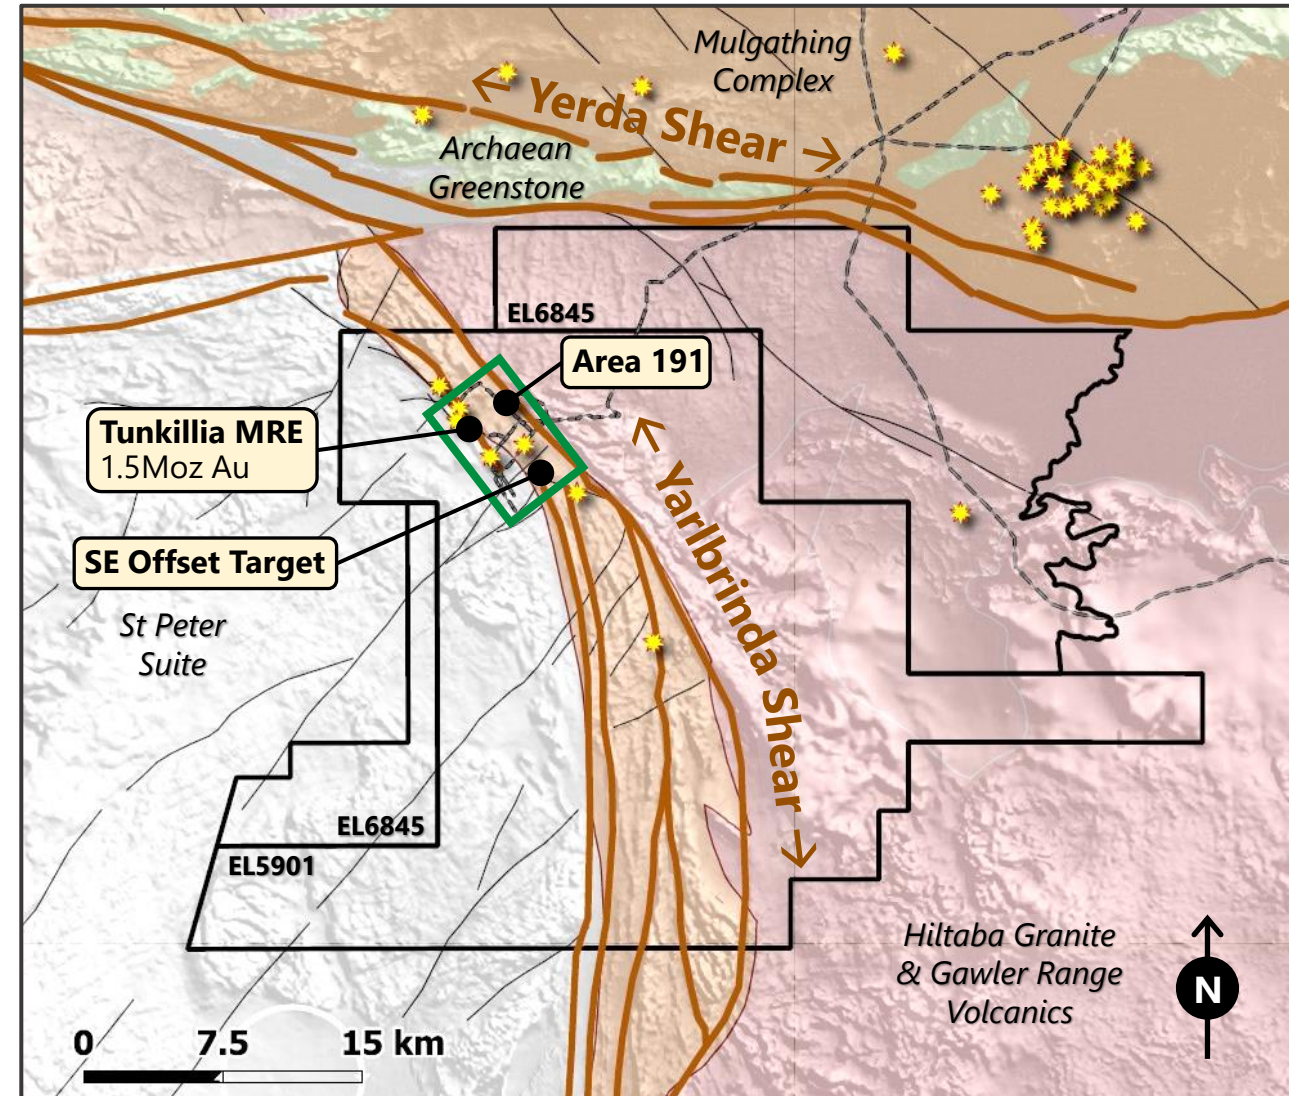 Mulgathing
Complex
← Yerda Shear →
Archaean
Greenstone
EL6845
Area 191
Tunkillia MRE
1.5Moz Au
SE Offset Target
← Yarlbrinda Shear →
St Peter
Suite
EL6845
EL5901
Hiltaba Granite
& Gawler Range
Volcanics
N
0 7.5 15 km